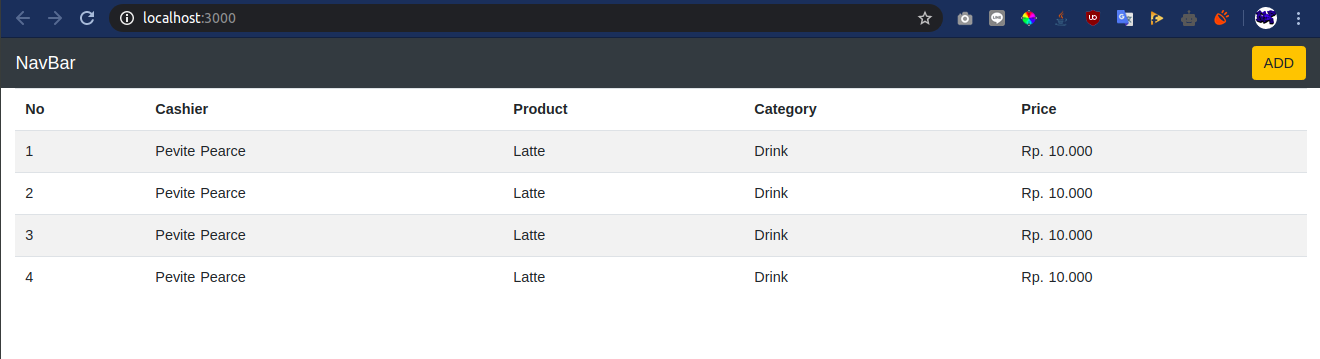 localhost:3000
NavBar ADD
No Cashier Product Category Price
1 Pevite Pearce Latte Drink Rp. 10.000
2 Pevite Pearce Latte Drink Rp. 10.000
3 Pevite Pearce Latte Drink Rp. 10.000
4 Pevite Pearce Latte Drink Rp. 10.000